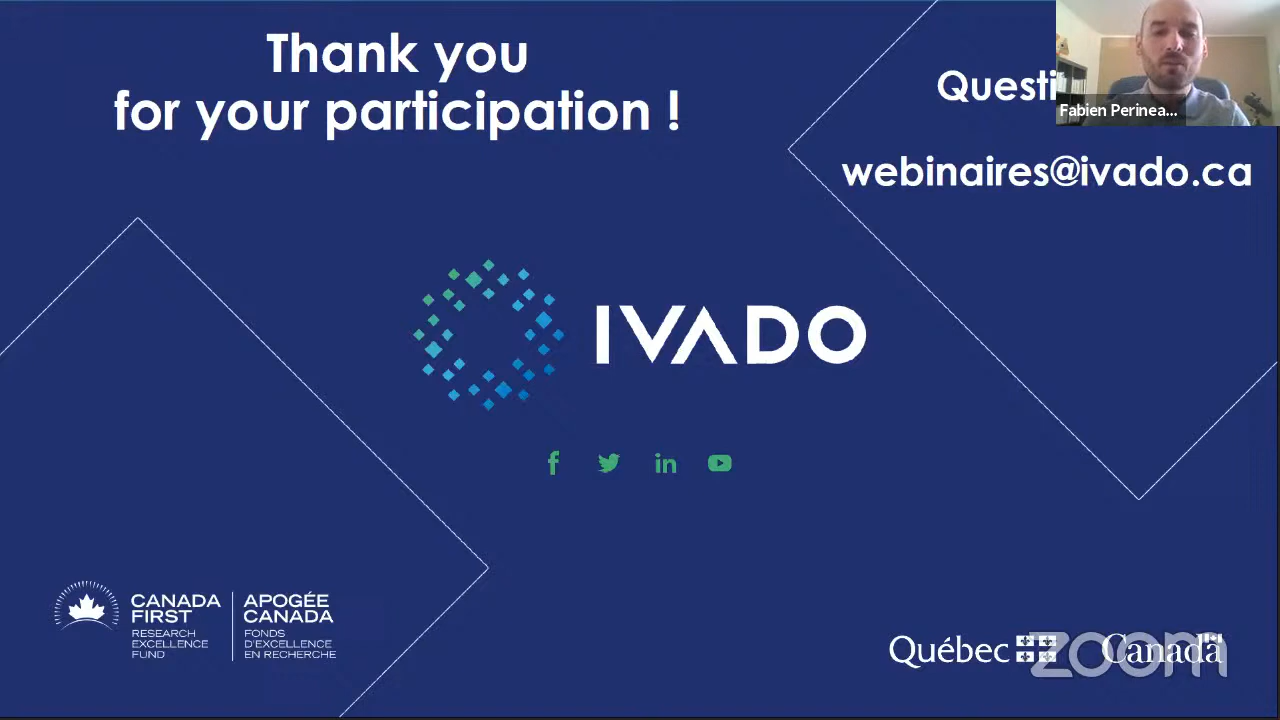 Thank you
for your participation !
Questi
Fabien Perinea...
webinaires@ivado.ca
IVADO
CANADA
FIRST
RESEARCH
EXCELLENCE
FUND
APOGÉE
CANADA
FONDS
D'EXCELLENCE
EN RECHERCHE
Québec
Canada
zoom